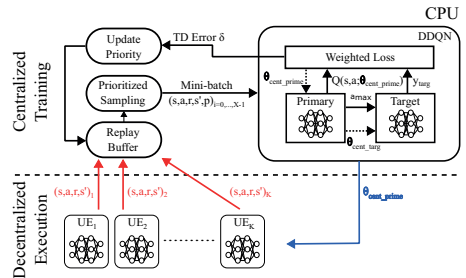 CPU
DDQN
Centralized
Training
Update
Priority
TD Error δ
Weighted Loss
θcent_prime
Q(s,a;θcent_prime)
ytarg
Prioritized
Sampling
Mini-batch
(s,a,r,s',p)i=0,...,X-1
Primary
amax
Target
θcent_targ
Replay
Buffer
Decentralized
Execution
(s,a,r,s')1
(s,a,r,s')2
(s,a,r,s')K
θcent_prime
UE1
UE2
UEK